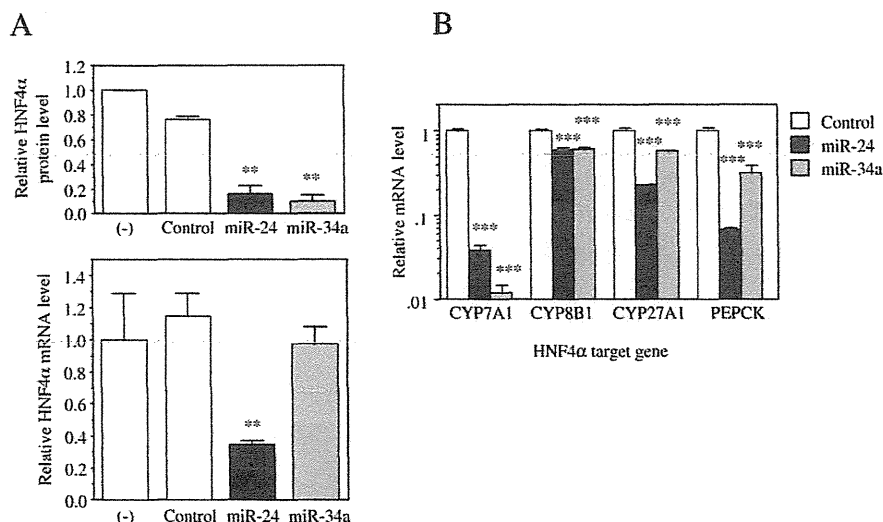 A
Relative HNF4α
protein level
1.2
1.0
0.8
0.6
0.4
0.2
0.0
**
**
(-) Control miR-24 miR-34a
Relative HNF4α mRNA level
1.6
1.4
1.2
1.0
0.8
0.6
0.4
0.2
0.0
**
(-) Control miR-24 miR-34a
B
Relative mRNA level
1
.1
.01
***
***
***
***
***
***
***
***
CYP7A1 CYP8B1 CYP27A1 PEPCK
HNF4α target gene
Control
miR-24
miR-34a